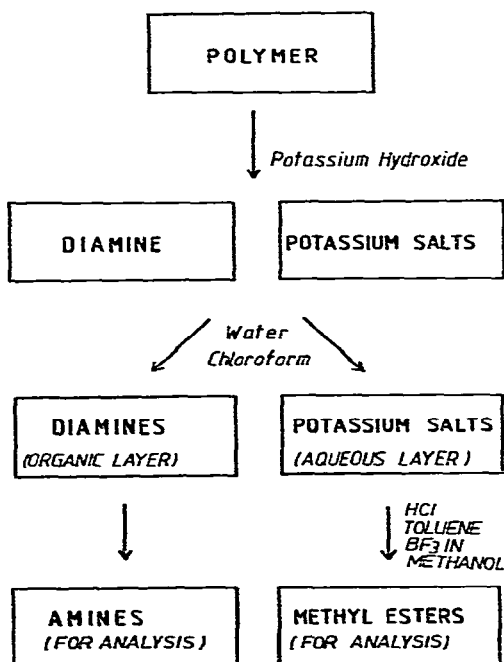 POLYMER
Potassium Hydroxide
DIAMINE
POTASSIUM SALTS
Water
Chloroform
DIAMINES
(ORGANIC LAYER)
POTASSIUM SALTS
(AQUEOUS LAYER)
HCl
TOLUENE
BF3 IN
METHANOL
AMINES
(FOR ANALYSIS)
METHYL ESTERS
(FOR ANALYSIS)